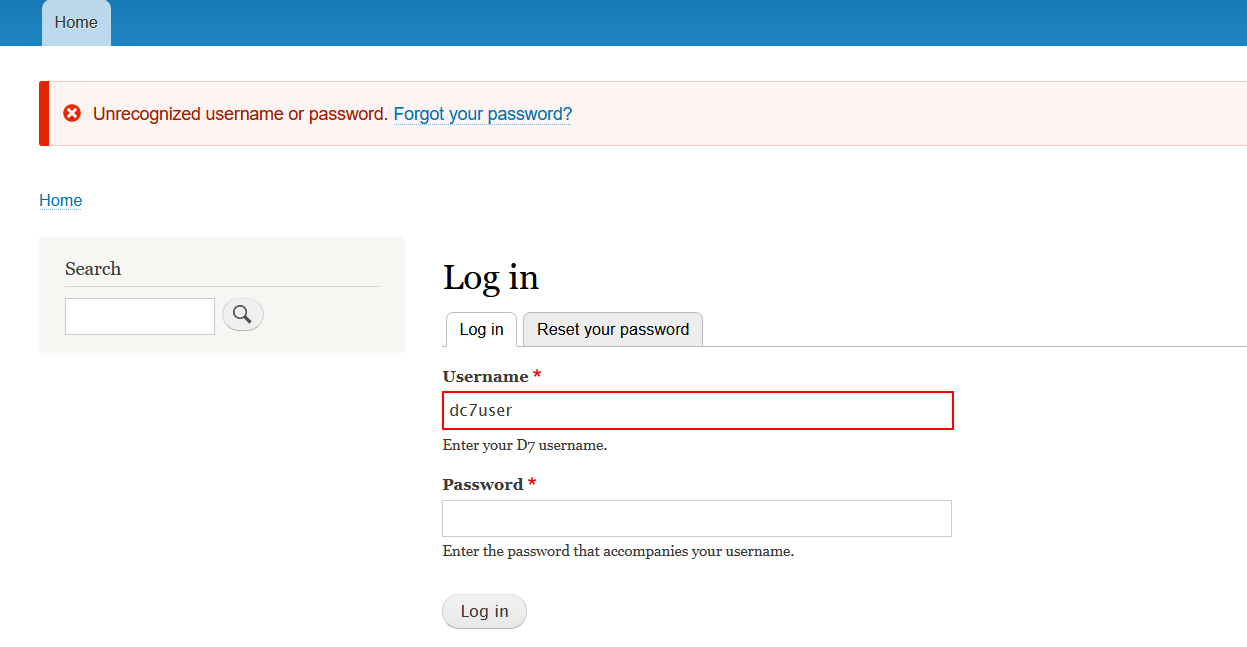 Home
Unrecognized username or password. Forgot your password?
Home
Search
Log in
Log in
Reset your password
Username *
dc7user
Enter your D7 username.
Password *
Enter the password that accompanies your username.
Log in